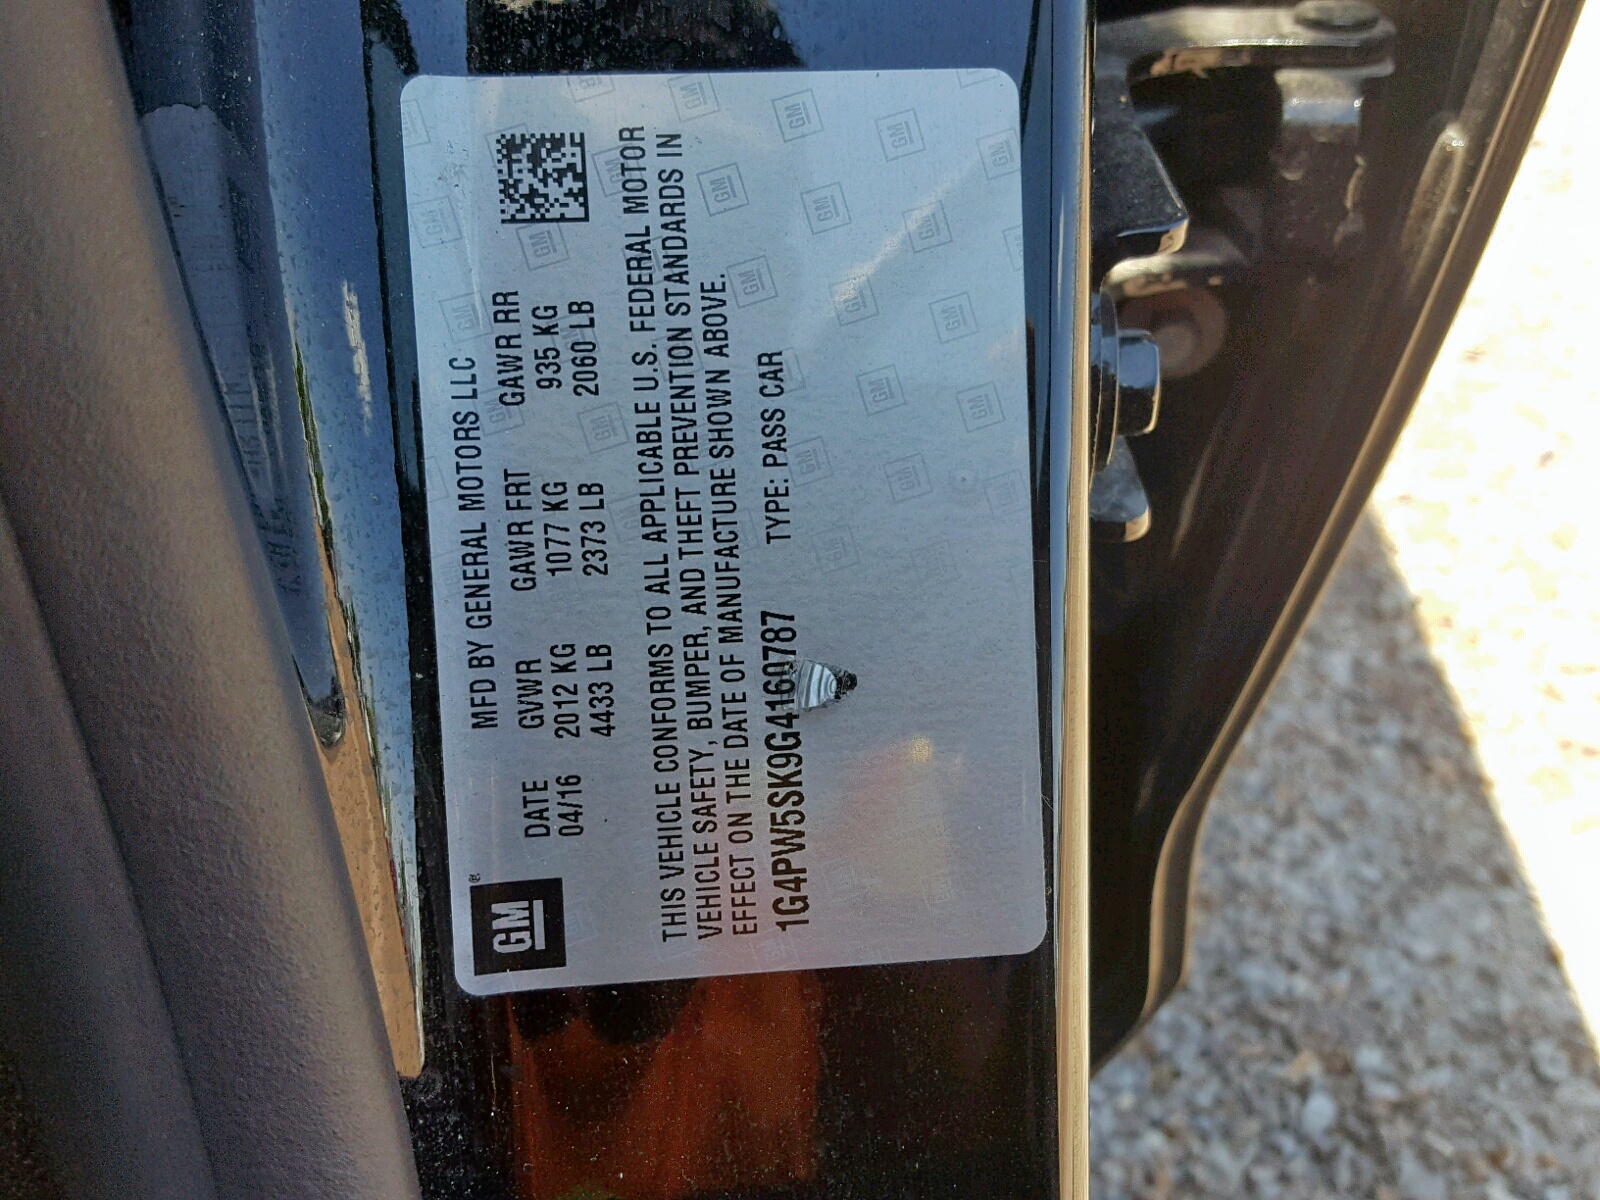 GM
MFD BY GENERAL MOTORS LLC
DATE GVWR GAWR FRT GAWR RR
04/16 2012 KG 1077 KG 935 KG
4433 LB 2373 LB 2060 LB
THIS VEHICLE CONFORMS TO ALL APPLICABLE U.S. FEDERAL MOTOR
VEHICLE SAFETY, BUMPER, AND THEFT PREVENTION STANDARDS IN
EFFECT ON THE DATE OF MANUFACTURE SHOWN ABOVE.
1G4PW5SK9G4160787 TYPE: PASS CAR